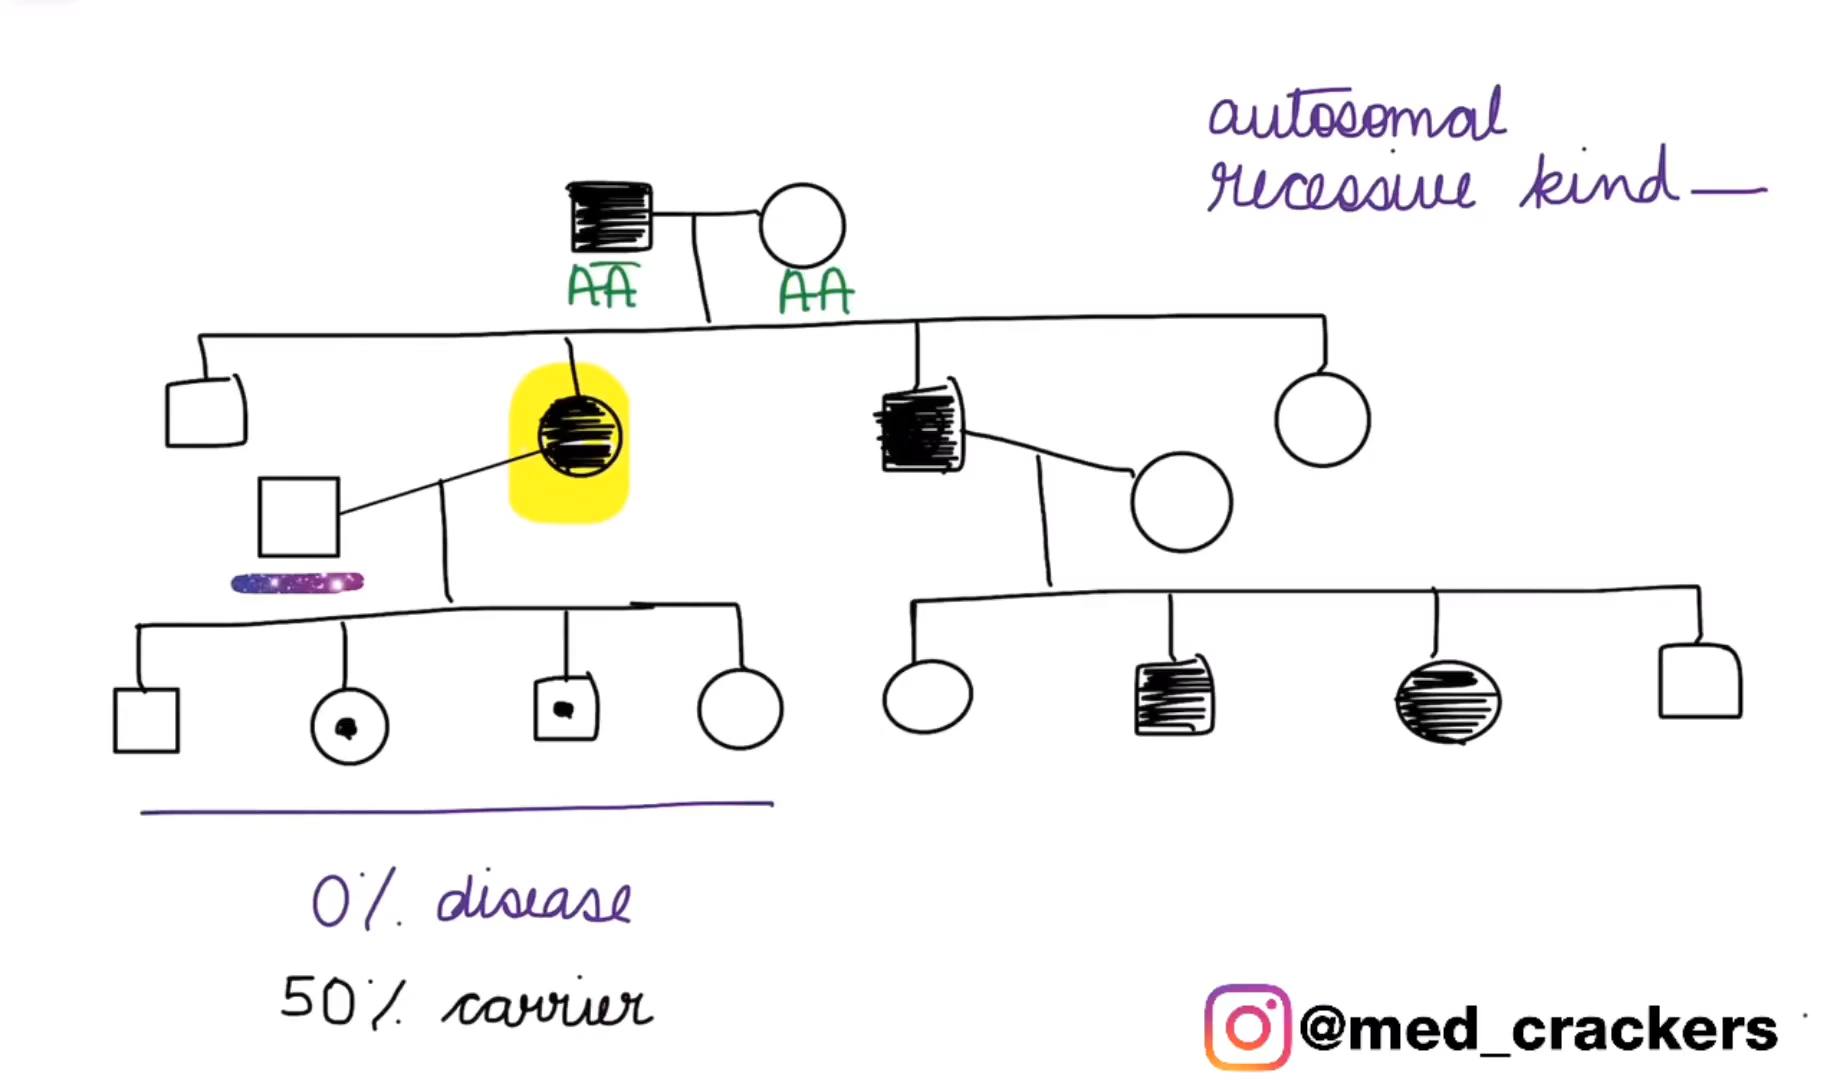 autosomal
recessive kind—
AA̅ AA
0% disease
50% carrier
@med_crackers